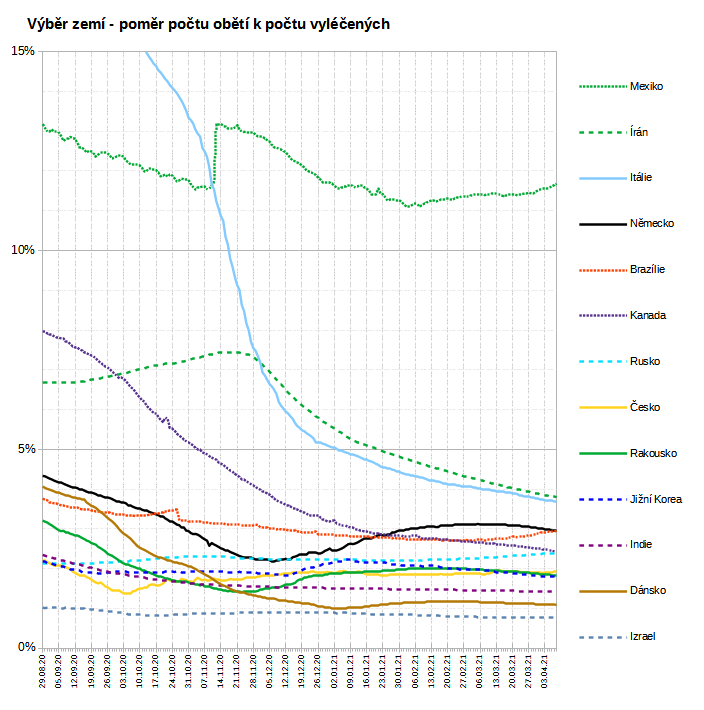 Výběr zemí - poměr počtu obětí k počtu vyléčených
15%
10%
5%
0%
Mexiko
Írán
Itálie
Německo
Brazílie
Kanada
Rusko
Česko
Rakousko
Jižní Korea
Indie
Dánsko
Izrael
29.08.20
05.09.20
12.09.20
19.09.20
26.09.20
03.10.20
10.10.20
17.10.20
24.10.20
31.10.20
07.11.20
14.11.20
21.11.20
28.11.20
05.12.20
12.12.20
19.12.20
26.12.20
02.01.21
09.01.21
16.01.21
23.01.21
30.01.21
06.02.21
13.02.21
20.02.21
27.02.21
06.03.21
13.03.21
20.03.21
27.03.21
03.04.21